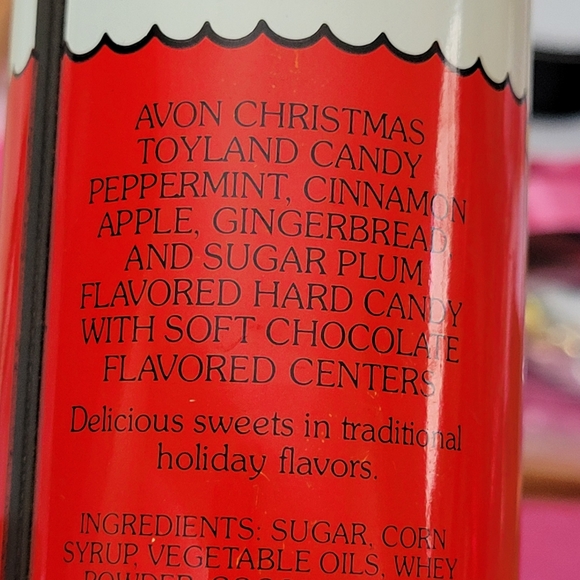 AVON CHRISTMAS
TOYLAND CANDY
PEPPERMINT, CINNAMON
APPLE, GINGERBREAD,
AND SUGAR PLUM
FLAVORED HARD CANDY
WITH SOFT CHOCOLATE
FLAVORED CENTERS
Delicious sweets in traditional
holiday flavors.
INGREDIENTS: SUGAR, CORN
SYRUP, VEGETABLE OILS, WHEY
POWDER,